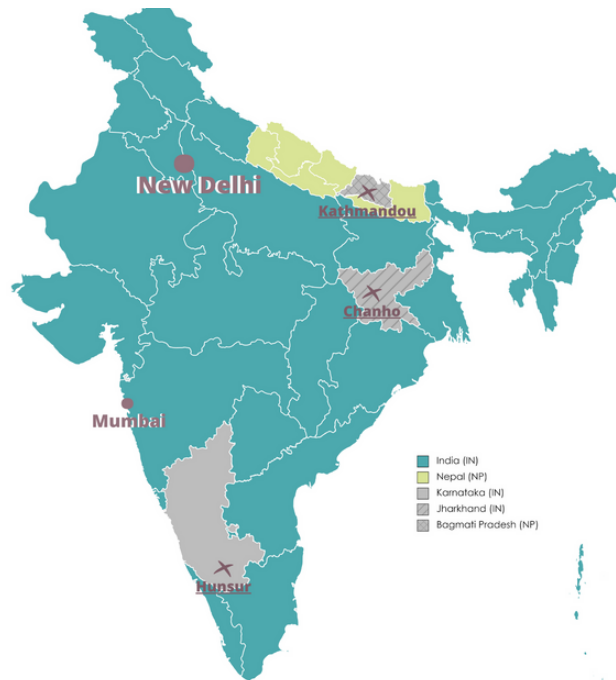 New Delhi
Kathmandou
Chanho
Mumbai
India (IN)
Nepal (NP)
Karnataka (IN)
Jharkhand (IN)
Bagmati Pradesh (NP)
Hunsur